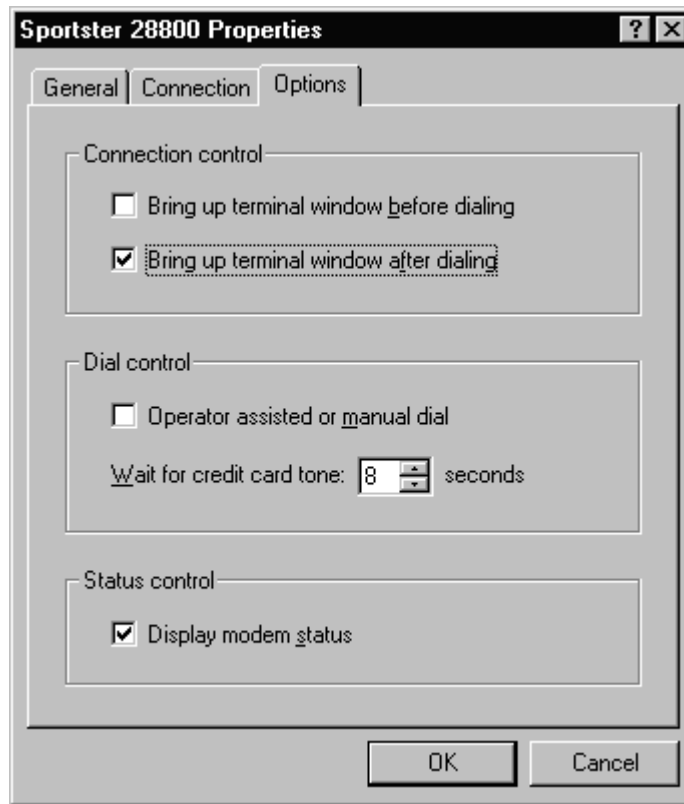 Sportster 28800 Properties
General Connection Options
Connection control
Bring up terminal window before dialing
Bring up terminal window after dialing
Dial control
Operator assisted or manual dial
Wait for credit card tone: 8 seconds
Status control
Display modem status
OK Cancel